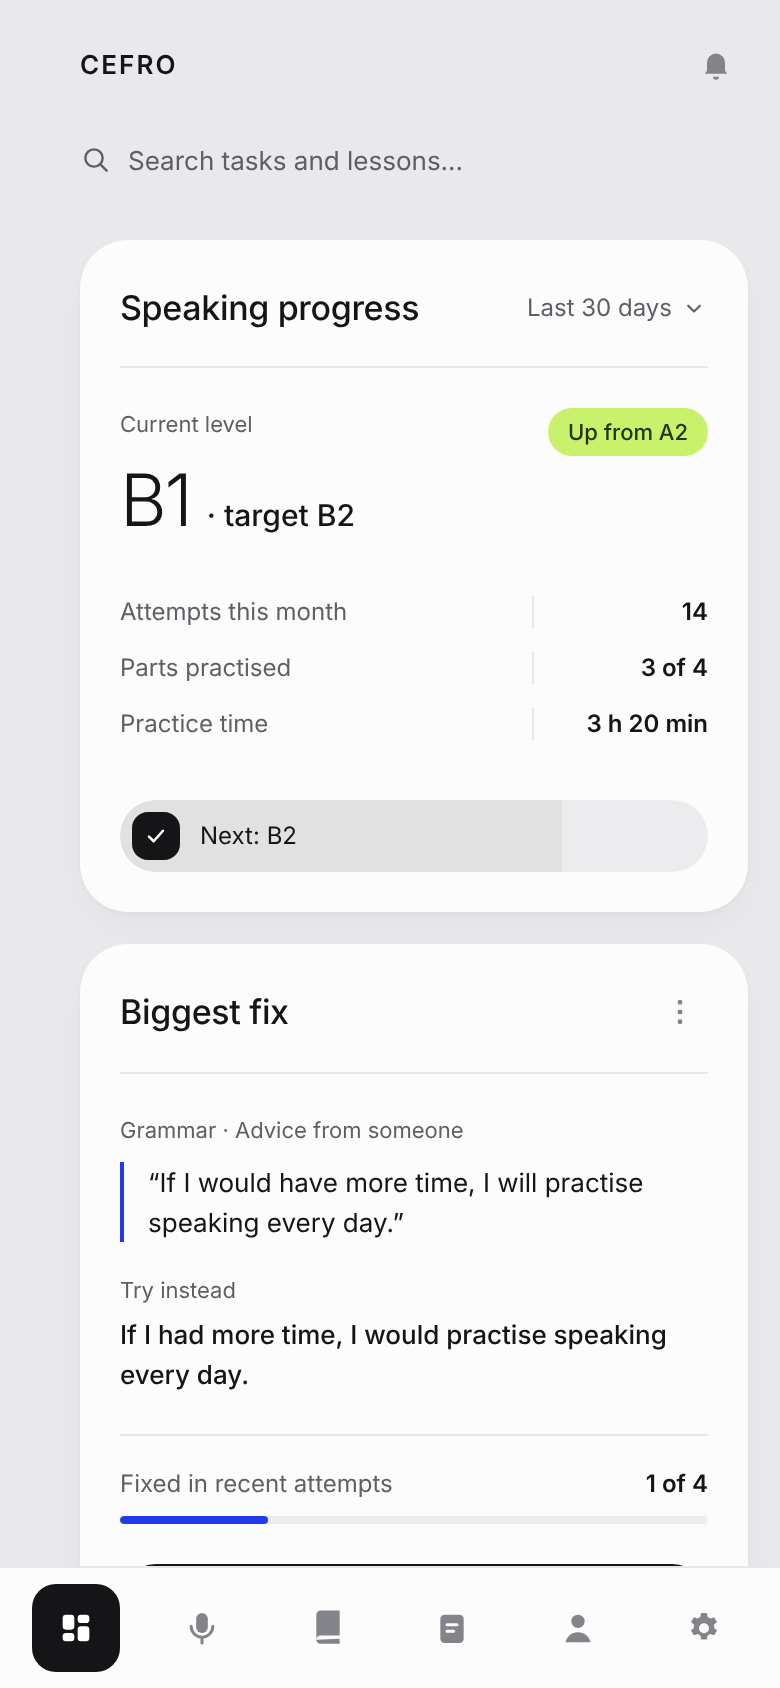 CEFRO
Search tasks and lessons...
Speaking progress
Last 30 days
Current level
Up from A2
B1 · target B2
Attempts this month
14
Parts practised
3 of 4
Practice time
3 h 20 min
Next: B2
Biggest fix
Grammar · Advice from someone
“If I would have more time, I will practise
speaking every day.”
Try instead
If I had more time, I would practise speaking
every day.
Fixed in recent attempts
1 of 4